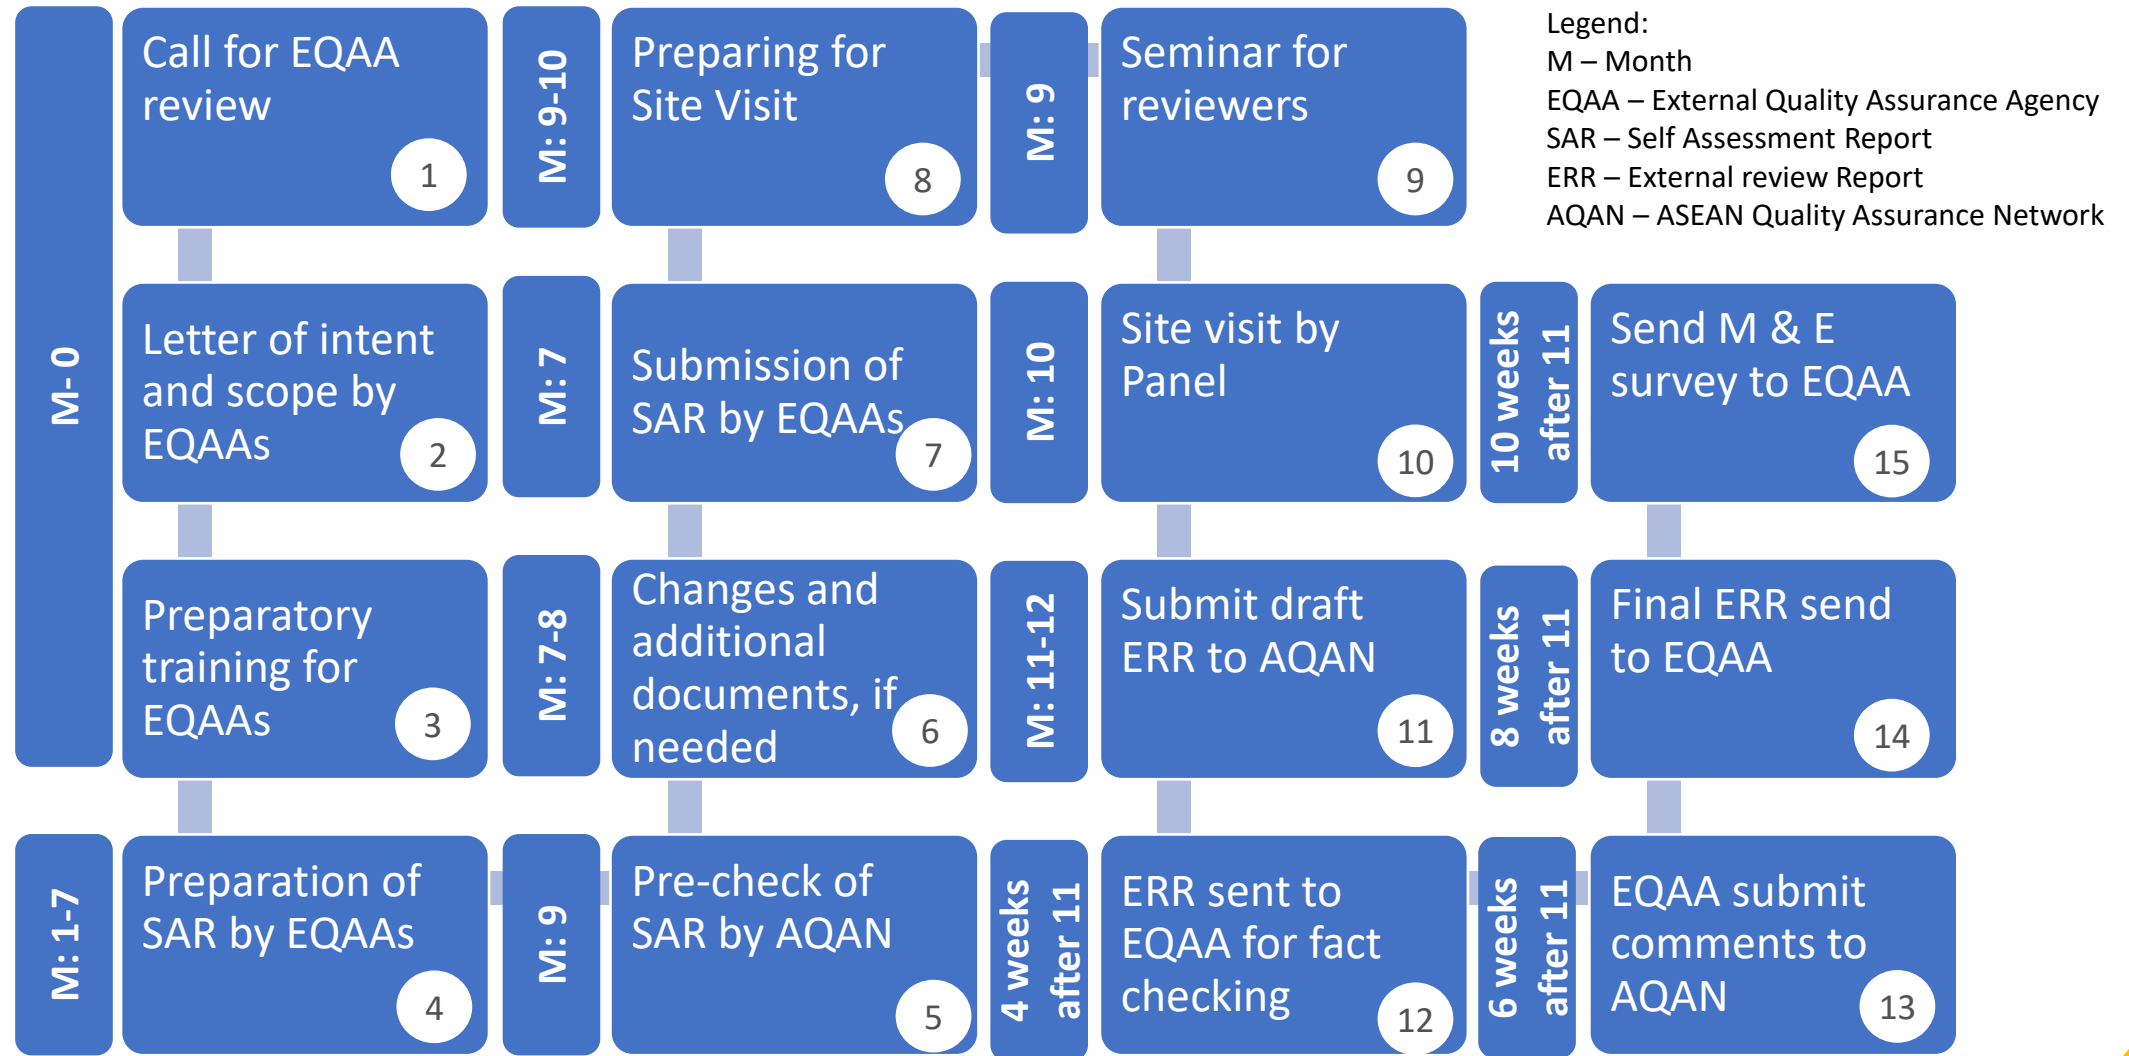 M- 0
Call for EQAA
review
1
Letter of intent
and scope by
EQAAs
2
Preparatory
training for
EQAAs
3
M: 1-7
Preparation of
SAR by EQAAs
4
M: 9
Pre-check of
SAR by AQAN
5
M: 7-8
Changes and
additional
documents, if
needed
6
M: 7
Submission of
SAR by EQAAs
7
M: 9-10
Preparing for
Site Visit
8
M: 9
Seminar for
reviewers
9
M: 10
Site visit by
Panel
10
M: 11-12
Submit draft
ERR to AQAN
11
4 weeks
after 11
ERR sent to
EQAA for fact
checking
12
6 weeks
after 11
EQAA submit
comments to
AQAN
13
8 weeks
after 11
Final ERR send
to EQAA
14
10 weeks
after 11
Send M & E
survey to EQAA
15
Legend:
M – Month
EQAA – External Quality Assurance Agency
SAR – Self Assessment Report
ERR – External review Report
AQAN – ASEAN Quality Assurance Network